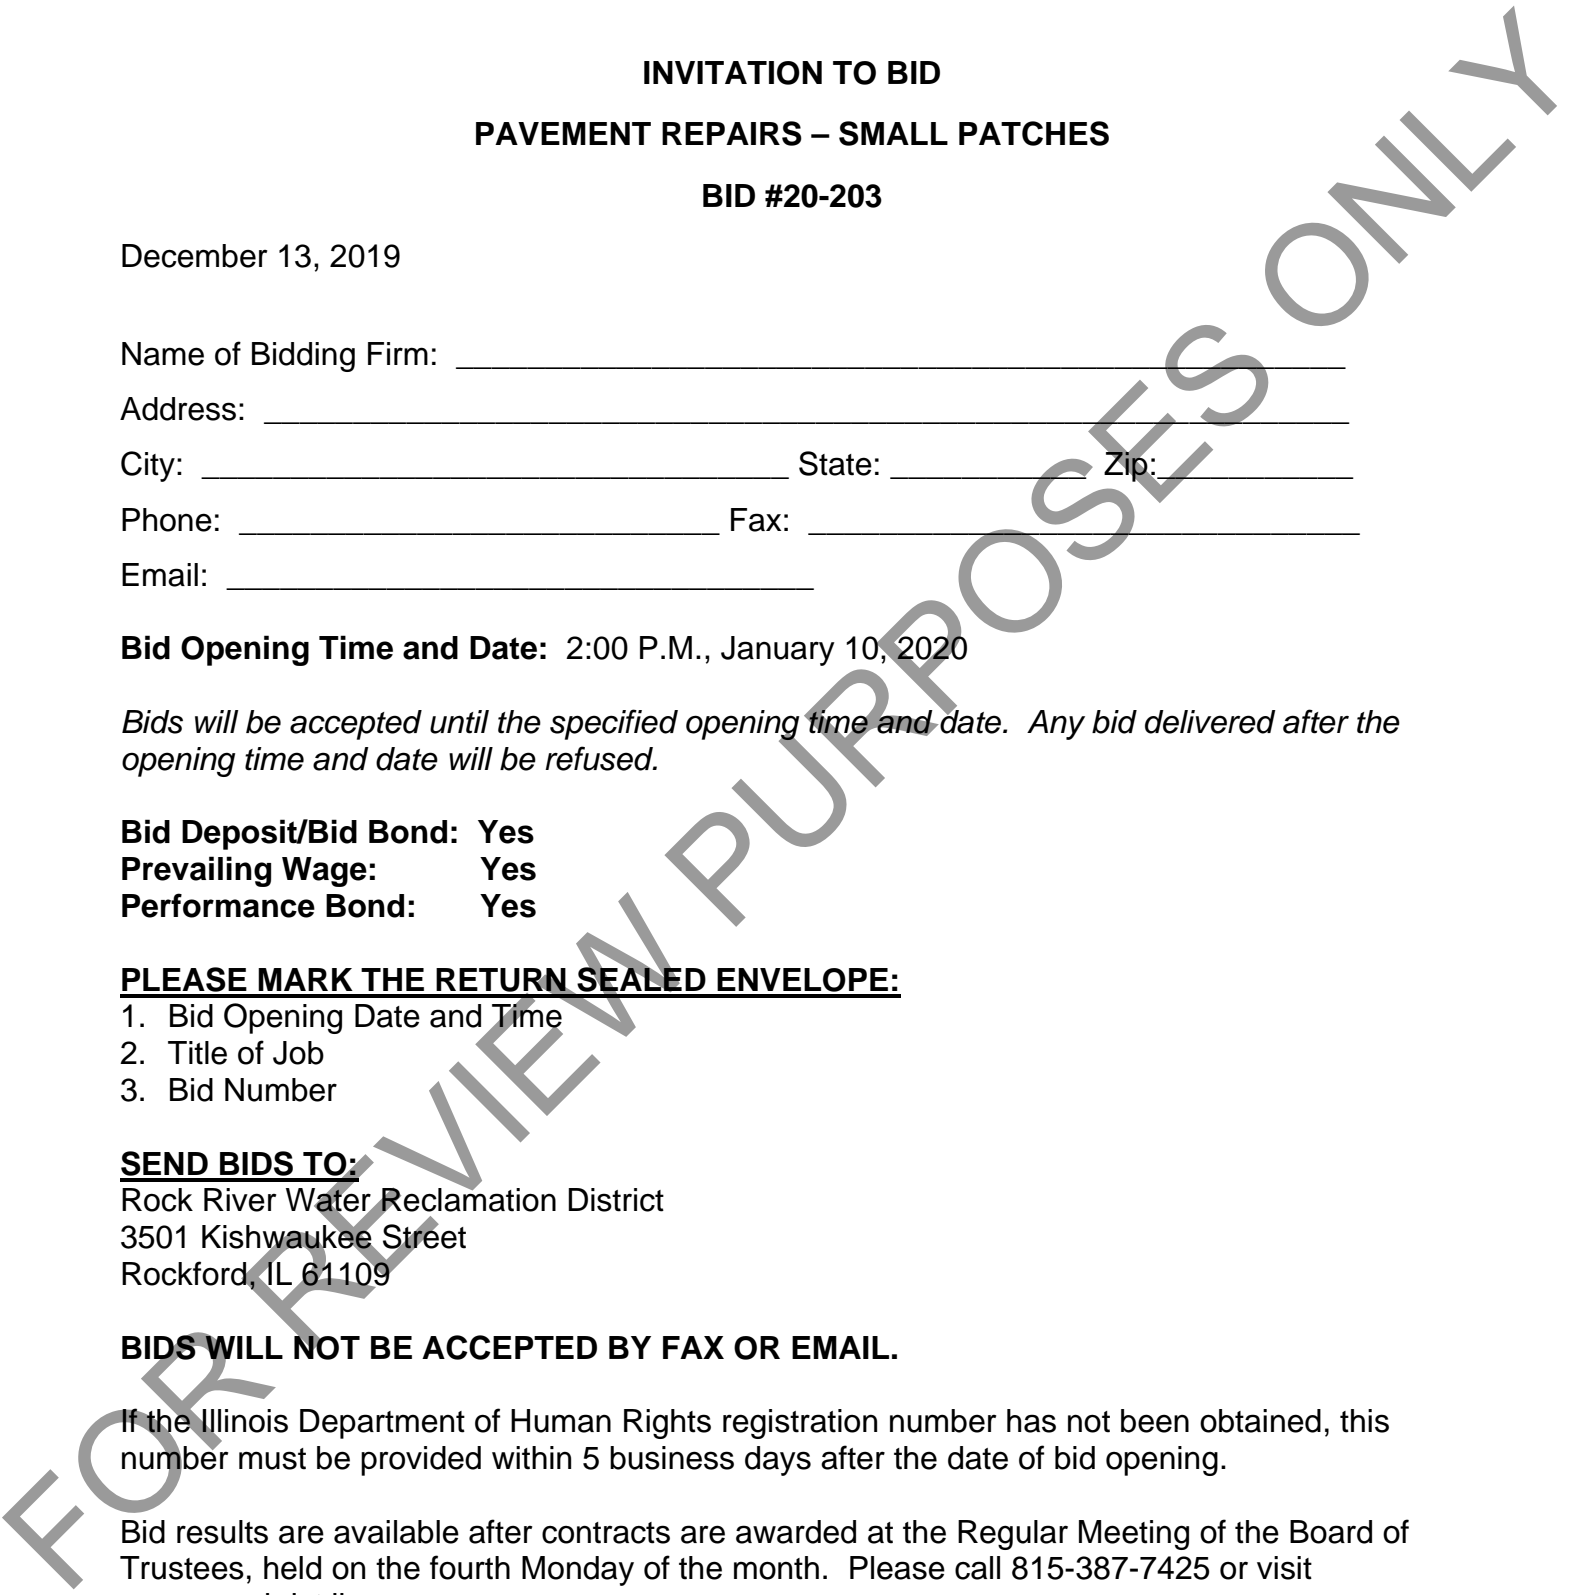 INVITATION TO BID
PAVEMENT REPAIRS – SMALL PATCHES
BID #20-203
December 13, 2019
Name of Bidding Firm: ____________________
Address: ____________________
City: ____________________ State: __________ Zip:__________
Phone: ____________________ Fax: ____________________
Email: ____________________
Bid Opening Time and Date: 2:00 P.M., January 10, 2020
Bids will be accepted until the specified opening time and date. Any bid delivered after the
opening time and date will be refused.
Bid Deposit/Bid Bond: Yes
Prevailing Wage: Yes
Performance Bond: Yes
PLEASE MARK THE RETURN SEALED ENVELOPE:
1. Bid Opening Date and Time
2. Title of Job
3. Bid Number
SEND BIDS TO:
Rock River Water Reclamation District
3501 Kishwaukee Street
Rockford, IL 61109
BIDS WILL NOT BE ACCEPTED BY FAX OR EMAIL.
If the Illinois Department of Human Rights registration number has not been obtained, this
number must be provided within 5 business days after the date of bid opening.
Bid results are available after contracts are awarded at the Regular Meeting of the Board of
Trustees, held on the fourth Monday of the month. Please call 815-387-7425 or visit
FOR REVIEW PURPOSES ONLY